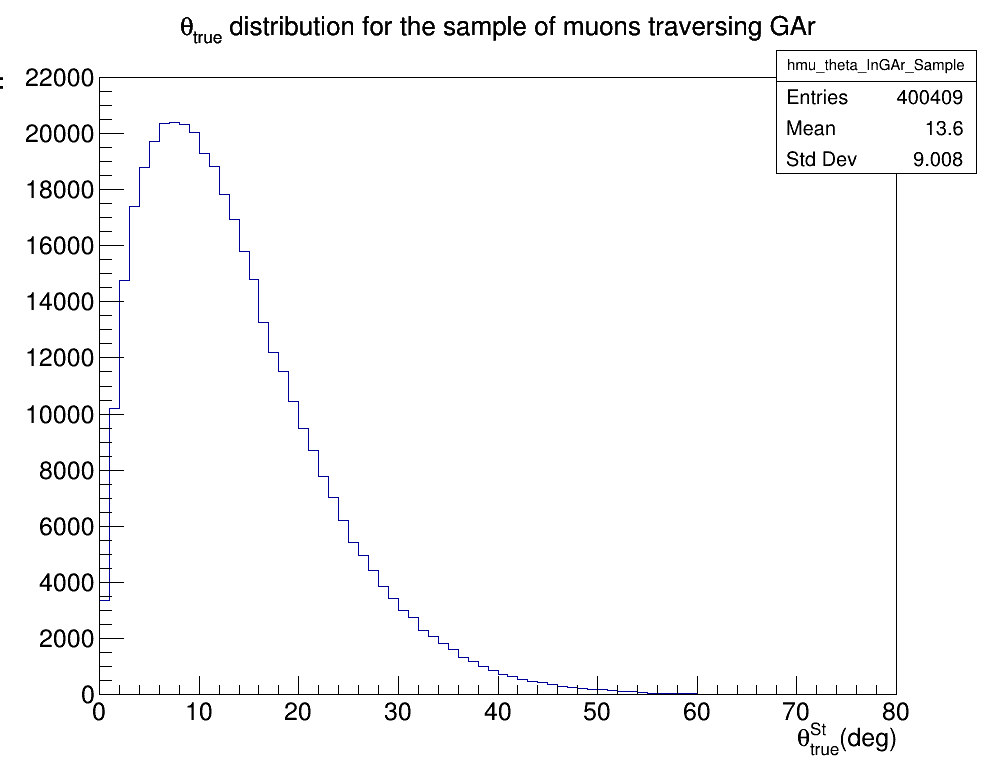 θtrue distribution for the sample of muons traversing GAr
hmu_theta_InGAr_Sample
Entries 400409
Mean 13.6
Std Dev 9.008
22000
20000
18000
16000
14000
12000
10000
8000
6000
4000
2000
0
0 10 20 30 40 50 60 70 80
θtrueSt(deg)